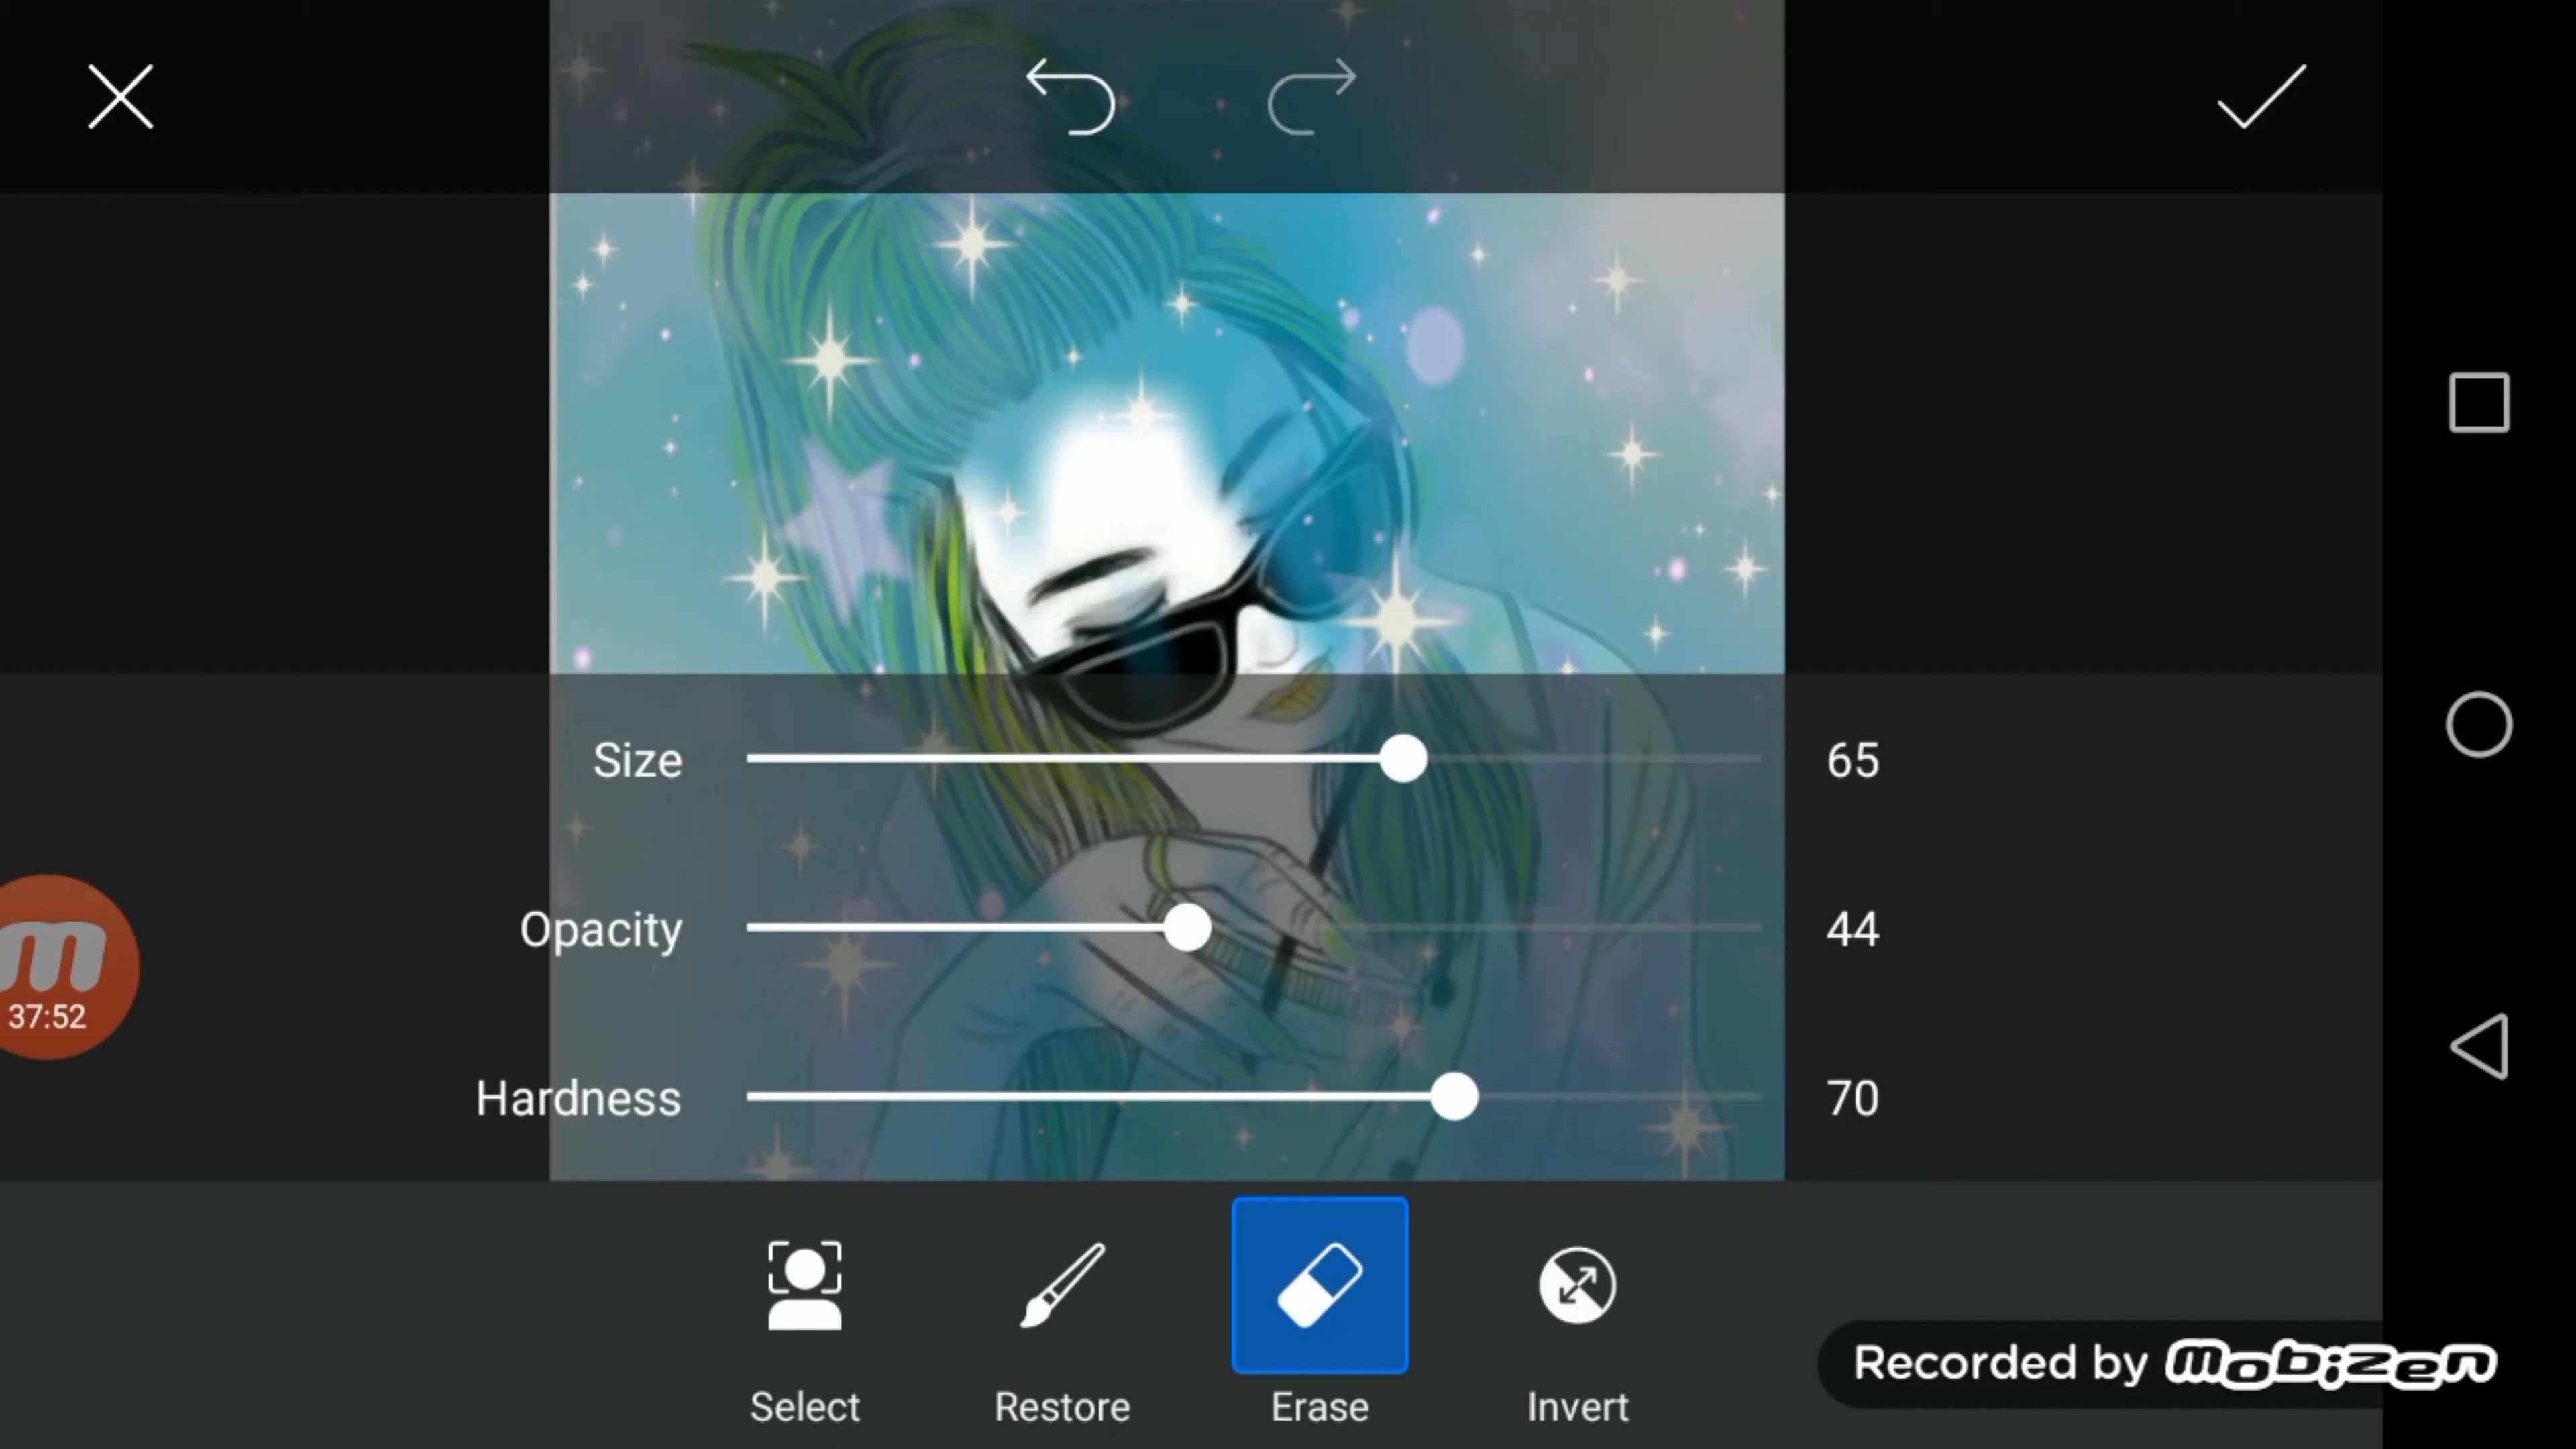 Size 65
Opacity 44
m
37:52
Hardness 70
Select Restore Erase Invert
Recorded by mobizen